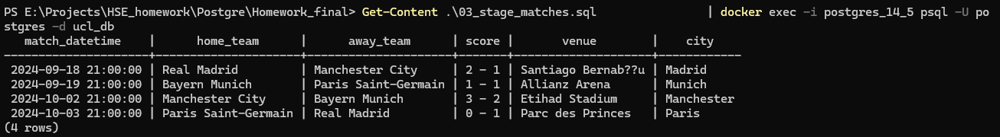 PS E:\Projects\HSE_homework\Postgre\Homework_final> Get-Content .\03_stage_matches.sql                | docker exec -i postgres_14_5 psql -U po
stgres -d ucl_db
   match_datetime    |      home_team      |      away_team      | score |       venue        |    city
---------------------+---------------------+---------------------+-------+--------------------+------------
 2024-09-18 21:00:00 | Real Madrid         | Manchester City     | 2 - 1 | Santiago Bernab??u | Madrid
 2024-09-19 21:00:00 | Bayern Munich       | Paris Saint-Germain | 1 - 1 | Allianz Arena      | Munich
 2024-10-02 21:00:00 | Manchester City     | Bayern Munich       | 3 - 2 | Etihad Stadium     | Manchester
 2024-10-03 21:00:00 | Paris Saint-Germain | Real Madrid         | 0 - 1 | Parc des Princes   | Paris
(4 rows)